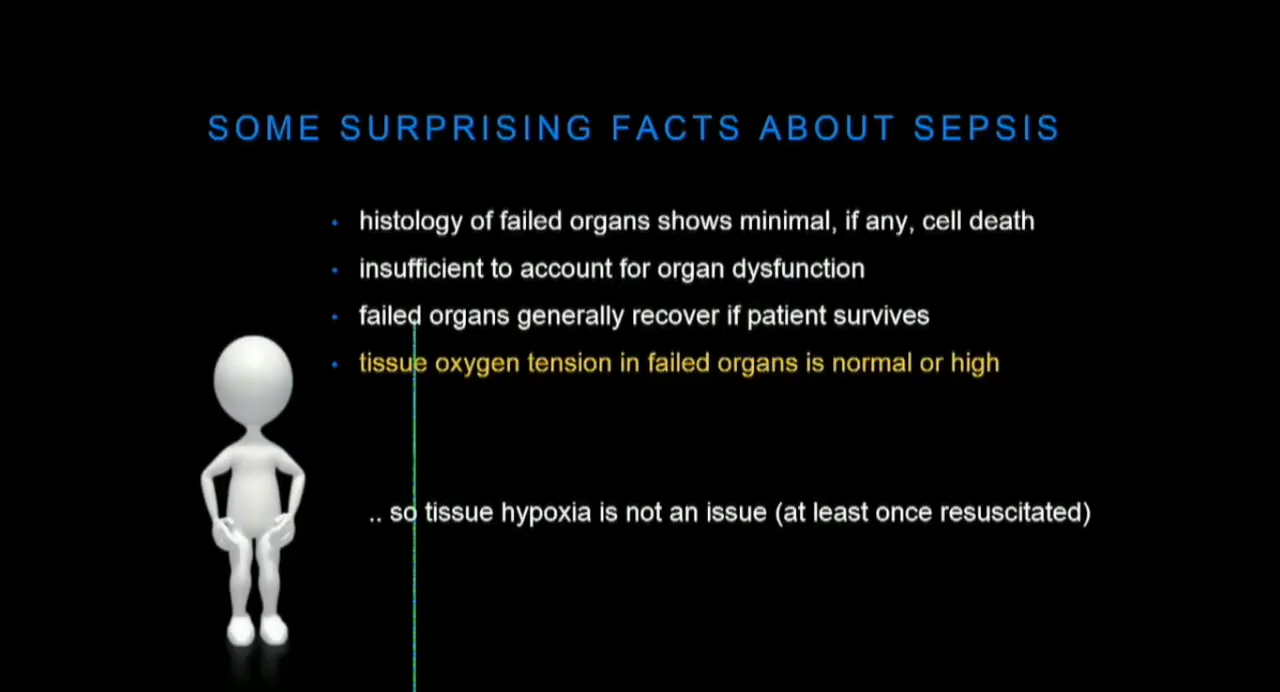 SOME SURPRISING FACTS ABOUT SEPSIS
• histology of failed organs shows minimal, if any, cell death
• insufficient to account for organ dysfunction
• failed organs generally recover if patient survives
• tissue oxygen tension in failed organs is normal or high
.. so tissue hypoxia is not an issue (at least once resuscitated)